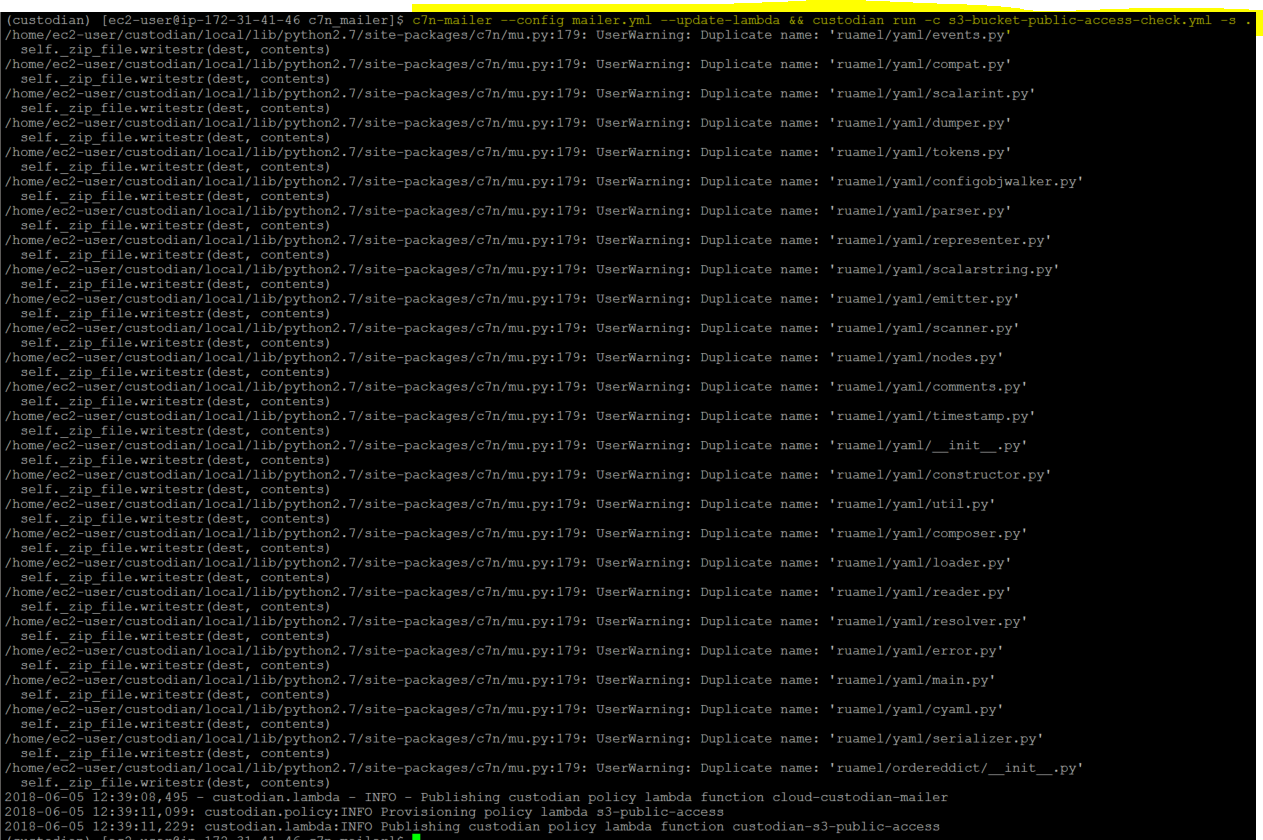 (custodian) [ec2-user@ip-172-31-41-46 c7n_mailer]$ c7n-mailer --config mailer.yml --update-lambda && custodian run -c s3-bucket-public-access-check.yml -s .
/home/ec2-user/custodian/local/lib/python2.7/site-packages/c7n/mu.py:179: UserWarning: Duplicate name: 'ruamel/yaml/events.py'
  self._zip_file.writestr(dest, contents)
/home/ec2-user/custodian/local/lib/python2.7/site-packages/c7n/mu.py:179: UserWarning: Duplicate name: 'ruamel/yaml/compat.py'
  self._zip_file.writestr(dest, contents)
/home/ec2-user/custodian/local/lib/python2.7/site-packages/c7n/mu.py:179: UserWarning: Duplicate name: 'ruamel/yaml/scalarint.py'
  self._zip_file.writestr(dest, contents)
/home/ec2-user/custodian/local/lib/python2.7/site-packages/c7n/mu.py:179: UserWarning: Duplicate name: 'ruamel/yaml/dumper.py'
  self._zip_file.writestr(dest, contents)
/home/ec2-user/custodian/local/lib/python2.7/site-packages/c7n/mu.py:179: UserWarning: Duplicate name: 'ruamel/yaml/tokens.py'
  self._zip_file.writestr(dest, contents)
/home/ec2-user/custodian/local/lib/python2.7/site-packages/c7n/mu.py:179: UserWarning: Duplicate name: 'ruamel/yaml/configobjwalker.py'
  self._zip_file.writestr(dest, contents)
/home/ec2-user/custodian/local/lib/python2.7/site-packages/c7n/mu.py:179: UserWarning: Duplicate name: 'ruamel/yaml/parser.py'
  self._zip_file.writestr(dest, contents)
/home/ec2-user/custodian/local/lib/python2.7/site-packages/c7n/mu.py:179: UserWarning: Duplicate name: 'ruamel/yaml/representer.py'
  self._zip_file.writestr(dest, contents)
/home/ec2-user/custodian/local/lib/python2.7/site-packages/c7n/mu.py:179: UserWarning: Duplicate name: 'ruamel/yaml/scalarstring.py'
  self._zip_file.writestr(dest, contents)
/home/ec2-user/custodian/local/lib/python2.7/site-packages/c7n/mu.py:179: UserWarning: Duplicate name: 'ruamel/yaml/emitter.py'
  self._zip_file.writestr(dest, contents)
/home/ec2-user/custodian/local/lib/python2.7/site-packages/c7n/mu.py:179: UserWarning: Duplicate name: 'ruamel/yaml/scanner.py'
  self._zip_file.writestr(dest, contents)
/home/ec2-user/custodian/local/lib/python2.7/site-packages/c7n/mu.py:179: UserWarning: Duplicate name: 'ruamel/yaml/nodes.py'
  self._zip_file.writestr(dest, contents)
/home/ec2-user/custodian/local/lib/python2.7/site-packages/c7n/mu.py:179: UserWarning: Duplicate name: 'ruamel/yaml/comments.py'
  self._zip_file.writestr(dest, contents)
/home/ec2-user/custodian/local/lib/python2.7/site-packages/c7n/mu.py:179: UserWarning: Duplicate name: 'ruamel/yaml/timestamp.py'
  self._zip_file.writestr(dest, contents)
/home/ec2-user/custodian/local/lib/python2.7/site-packages/c7n/mu.py:179: UserWarning: Duplicate name: 'ruamel/yaml/__init__.py'
  self._zip_file.writestr(dest, contents)
/home/ec2-user/custodian/local/lib/python2.7/site-packages/c7n/mu.py:179: UserWarning: Duplicate name: 'ruamel/yaml/constructor.py'
  self._zip_file.writestr(dest, contents)
/home/ec2-user/custodian/local/lib/python2.7/site-packages/c7n/mu.py:179: UserWarning: Duplicate name: 'ruamel/yaml/util.py'
  self._zip_file.writestr(dest, contents)
/home/ec2-user/custodian/local/lib/python2.7/site-packages/c7n/mu.py:179: UserWarning: Duplicate name: 'ruamel/yaml/composer.py'
  self._zip_file.writestr(dest, contents)
/home/ec2-user/custodian/local/lib/python2.7/site-packages/c7n/mu.py:179: UserWarning: Duplicate name: 'ruamel/yaml/loader.py'
  self._zip_file.writestr(dest, contents)
/home/ec2-user/custodian/local/lib/python2.7/site-packages/c7n/mu.py:179: UserWarning: Duplicate name: 'ruamel/yaml/reader.py'
  self._zip_file.writestr(dest, contents)
/home/ec2-user/custodian/local/lib/python2.7/site-packages/c7n/mu.py:179: UserWarning: Duplicate name: 'ruamel/yaml/resolver.py'
  self._zip_file.writestr(dest, contents)
/home/ec2-user/custodian/local/lib/python2.7/site-packages/c7n/mu.py:179: UserWarning: Duplicate name: 'ruamel/yaml/error.py'
  self._zip_file.writestr(dest, contents)
/home/ec2-user/custodian/local/lib/python2.7/site-packages/c7n/mu.py:179: UserWarning: Duplicate name: 'ruamel/yaml/main.py'
  self._zip_file.writestr(dest, contents)
/home/ec2-user/custodian/local/lib/python2.7/site-packages/c7n/mu.py:179: UserWarning: Duplicate name: 'ruamel/yaml/cyaml.py'
  self._zip_file.writestr(dest, contents)
/home/ec2-user/custodian/local/lib/python2.7/site-packages/c7n/mu.py:179: UserWarning: Duplicate name: 'ruamel/yaml/serializer.py'
  self._zip_file.writestr(dest, contents)
/home/ec2-user/custodian/local/lib/python2.7/site-packages/c7n/mu.py:179: UserWarning: Duplicate name: 'ruamel/ordereddict/__init__.py'
  self._zip_file.writestr(dest, contents)
2018-06-05 12:39:08,495 - custodian.lambda - INFO - Publishing custodian policy lambda function cloud-custodian-mailer
2018-06-05 12:39:11,099: custodian.policy:INFO Provisioning policy lambda s3-public-access
2018-06-05 12:39:11,229: custodian.lambda:INFO Publishing custodian policy lambda function custodian-s3-public-access
(custodian) [ec2-user@ip-172-31-41-46 c7n_mailer]$